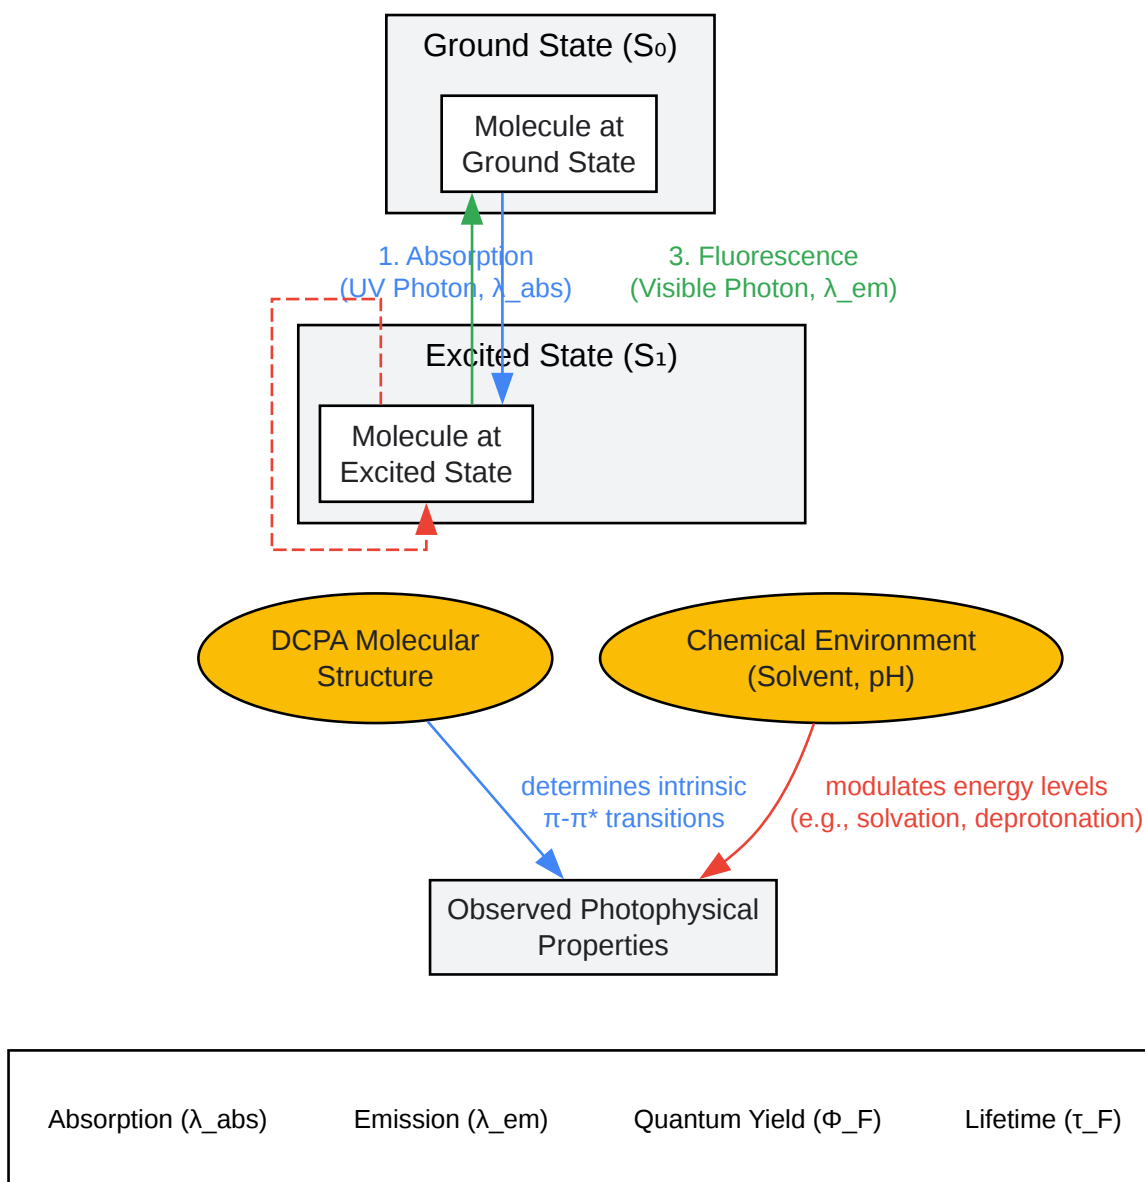 Ground State (S₀)
Molecule at
Ground State
1. Absorption
(UV Photon, λ_abs)
3. Fluorescence
(Visible Photon, λ_em)
Excited State (S₁)
Molecule at
Excited State
DCPA Molecular
Structure
Chemical Environment
(Solvent, pH)
determines intrinsic
π-π* transitions
modulates energy levels
(e.g., solvation, deprotonation)
Observed Photophysical
Properties
Absorption (λ_abs)
Emission (λ_em)
Quantum Yield (Φ_F)
Lifetime (τ_F)